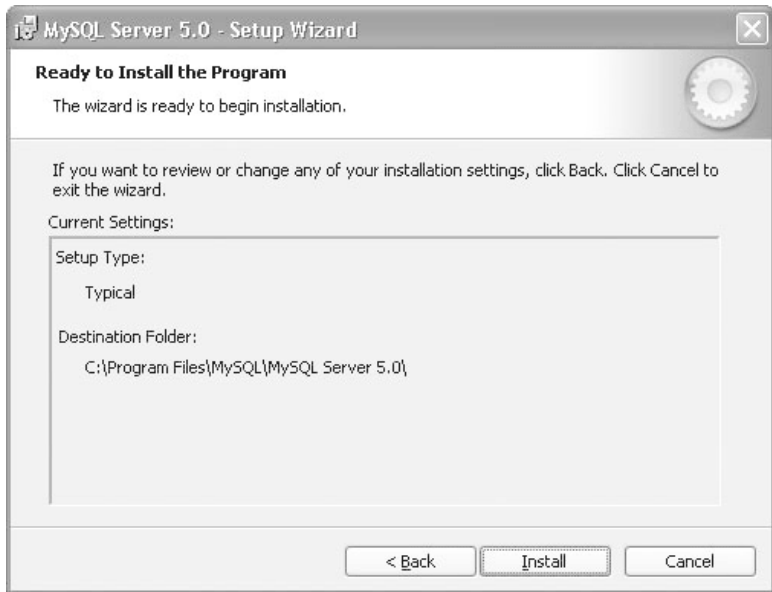 MySQL Server 5.0 - Setup Wizard
Ready to Install the Program
The wizard is ready to begin installation.
If you want to review or change any of your installation settings, click Back. Click Cancel to
exit the wizard.
Current Settings:
Setup Type:
Typical
Destination Folder:
C:\Program Files\MySQL\MySQL Server 5.0\
< Back
Install
Cancel